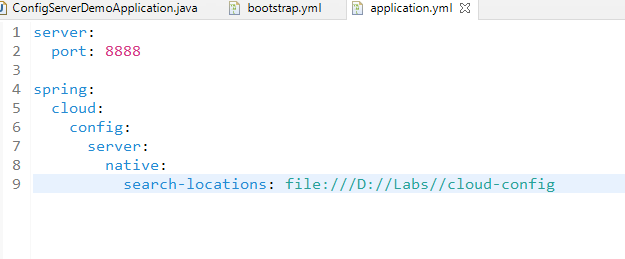 ConfigServerDemoApplication.java bootstrap.yml application.yml
1 server:
2   port: 8888
3
4 spring:
5   cloud:
6     config:
7       server:
8         native:
9           search-locations: file:///D://Labs//cloud-config